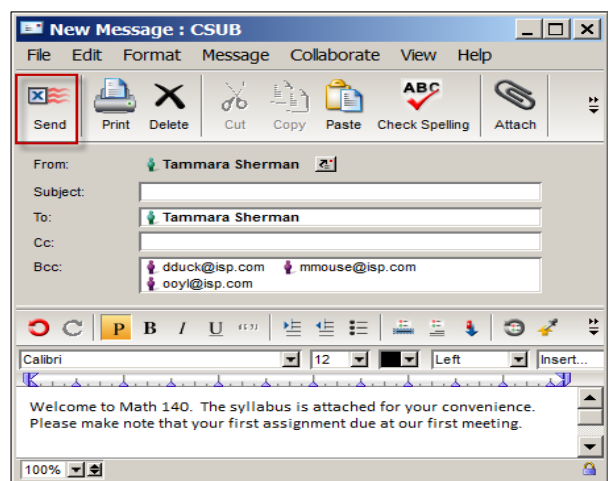 New Message : CSUB
File Edit Format Message Collaborate View Help
ABC
Send Print Delete Cut Copy Paste Check Spelling Attach
From: Tammara Sherman
Subject:
To: Tammara Sherman
Cc:
Bcc: dduck@isp.com mmouse@isp.com
ooyl@isp.com
P B I U “”
Calibri 12 Left Insert...
Welcome to Math 140. The syllabus is attached for your convenience.
Please make note that your first assignment due at our first meeting.
100%